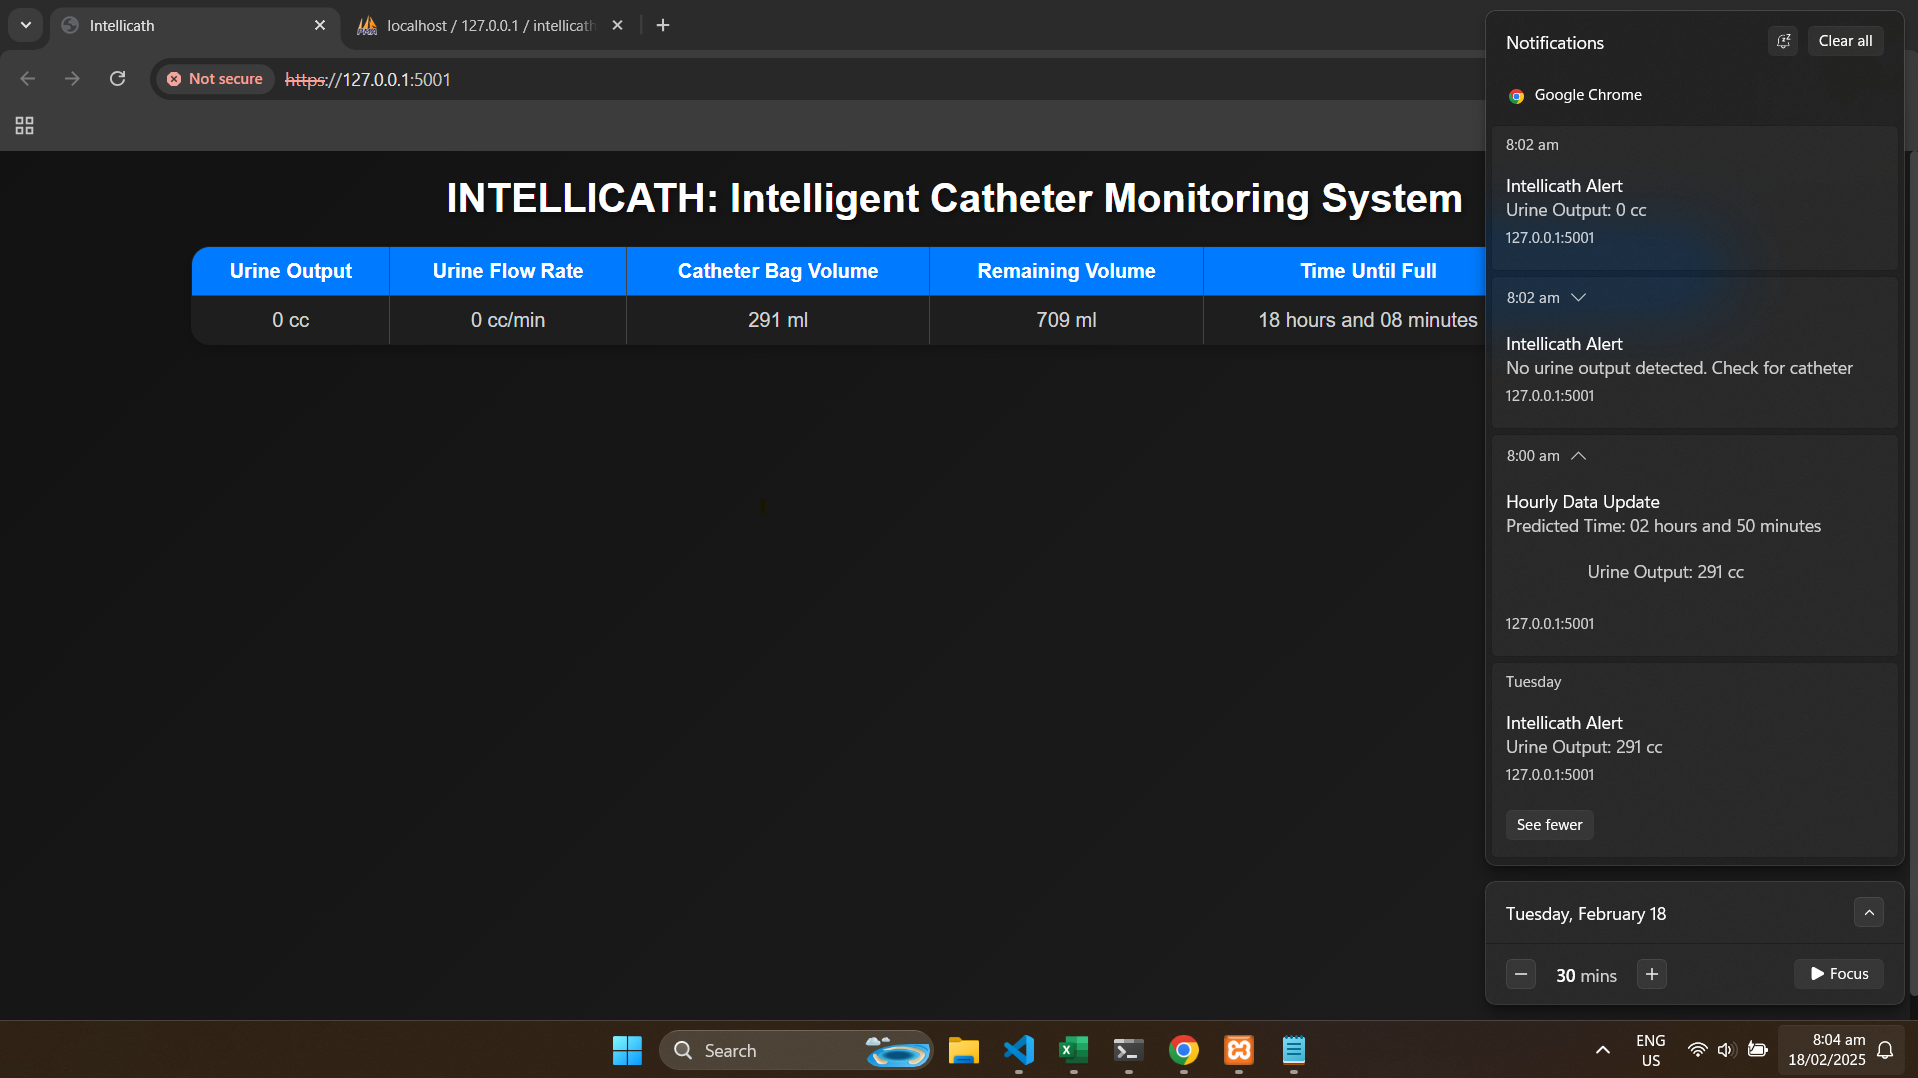 Intellicath
localhost / 127.0.0.1 / intellicath
Not secure
https://127.0.0.1:5001
INTELLICATH: Intelligent Catheter Monitoring System
Urine Output Urine Flow Rate Catheter Bag Volume Remaining Volume Time Until Full
0 cc 0 cc/min 291 ml 709 ml 18 hours and 08 minutes
Notifications
Clear all
Google Chrome
8:02 am
Intellicath Alert
Urine Output: 0 cc
127.0.0.1:5001
8:02 am
Intellicath Alert
No urine output detected. Check for catheter
127.0.0.1:5001
8:00 am
Hourly Data Update
Predicted Time: 02 hours and 50 minutes
Urine Output: 291 cc
127.0.0.1:5001
Tuesday
Intellicath Alert
Urine Output: 291 cc
127.0.0.1:5001
See fewer
Tuesday, February 18
30 mins
Focus
Search
ENG
US
8:04 am
18/02/2025